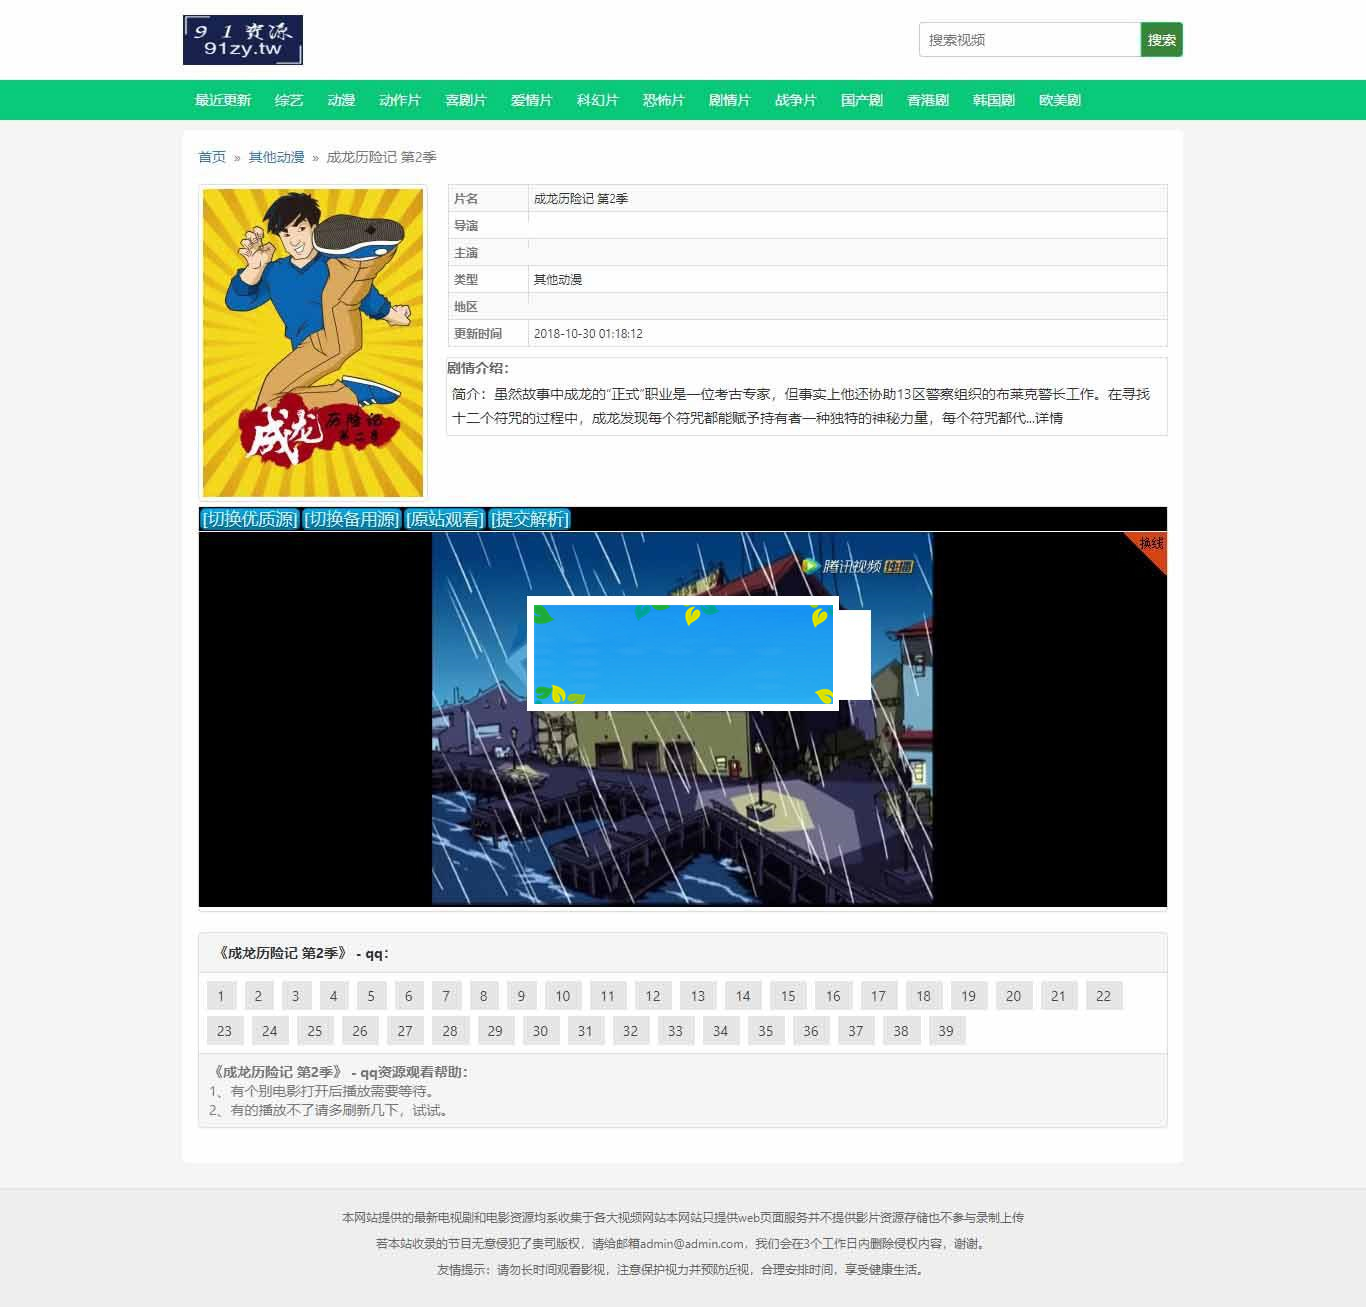 91资源
91zy.tw
搜索视频
搜索
最近更新 综艺 动漫 动作片 喜剧片 爱情片 科幻片 恐怖片 剧情片 战争片 国产剧 香港剧 韩国剧 欧美剧
首页 » 其他动漫 » 成龙历险记 第2季
成龙
历险记
第二季
片名 成龙历险记 第2季
导演
主演
类型 其他动漫
地区
更新时间 2018-10-30 01:18:12
剧情介绍：
简介：虽然故事中成龙的“正式”职业是一位考古专家，但事实上他还协助13区警察组织的布莱克警长工作。在寻找
十二个符咒的过程中，成龙发现每个符咒都能赋予持有者一种独特的神秘力量，每个符咒都代...详情
[切换优质源] [切换备用源] [原站观看] [提交解析]
换线
腾讯视频 独播
《成龙历险记 第2季》 - qq：
1 2 3 4 5 6 7 8 9 10 11 12 13 14 15 16 17 18 19 20 21 22
23 24 25 26 27 28 29 30 31 32 33 34 35 36 37 38 39
《成龙历险记 第2季》 - qq资源观看帮助：
1、有个别电影打开后播放需要等待。
2、有的播放不了请多刷新几下，试试。
本网站提供的最新电视剧和电影资源均系收集于各大视频网站本网站只提供web页面服务并不提供影片资源存储也不参与录制上传
若本站收录的节目无意侵犯了贵司版权，请给邮箱admin@admin.com，我们会在3个工作日内删除侵权内容，谢谢。
友情提示：请勿长时间观看影视，注意保护视力并预防近视，合理安排时间，享受健康生活。